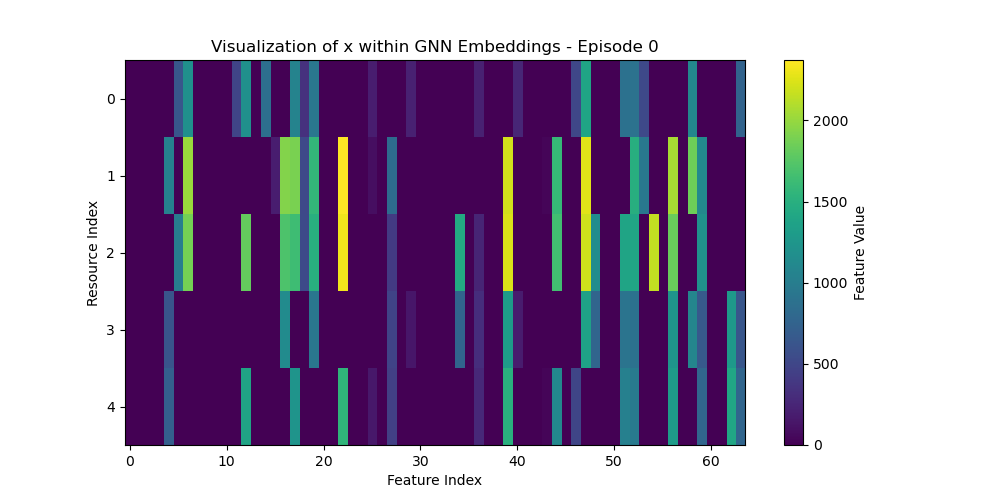 Visualization of x within GNN Embeddings - Episode 0
0
1
2
3
4
Resource Index
0 10 20 30 40 50 60
Feature Index
2000
1500
1000
500
0
Feature Value